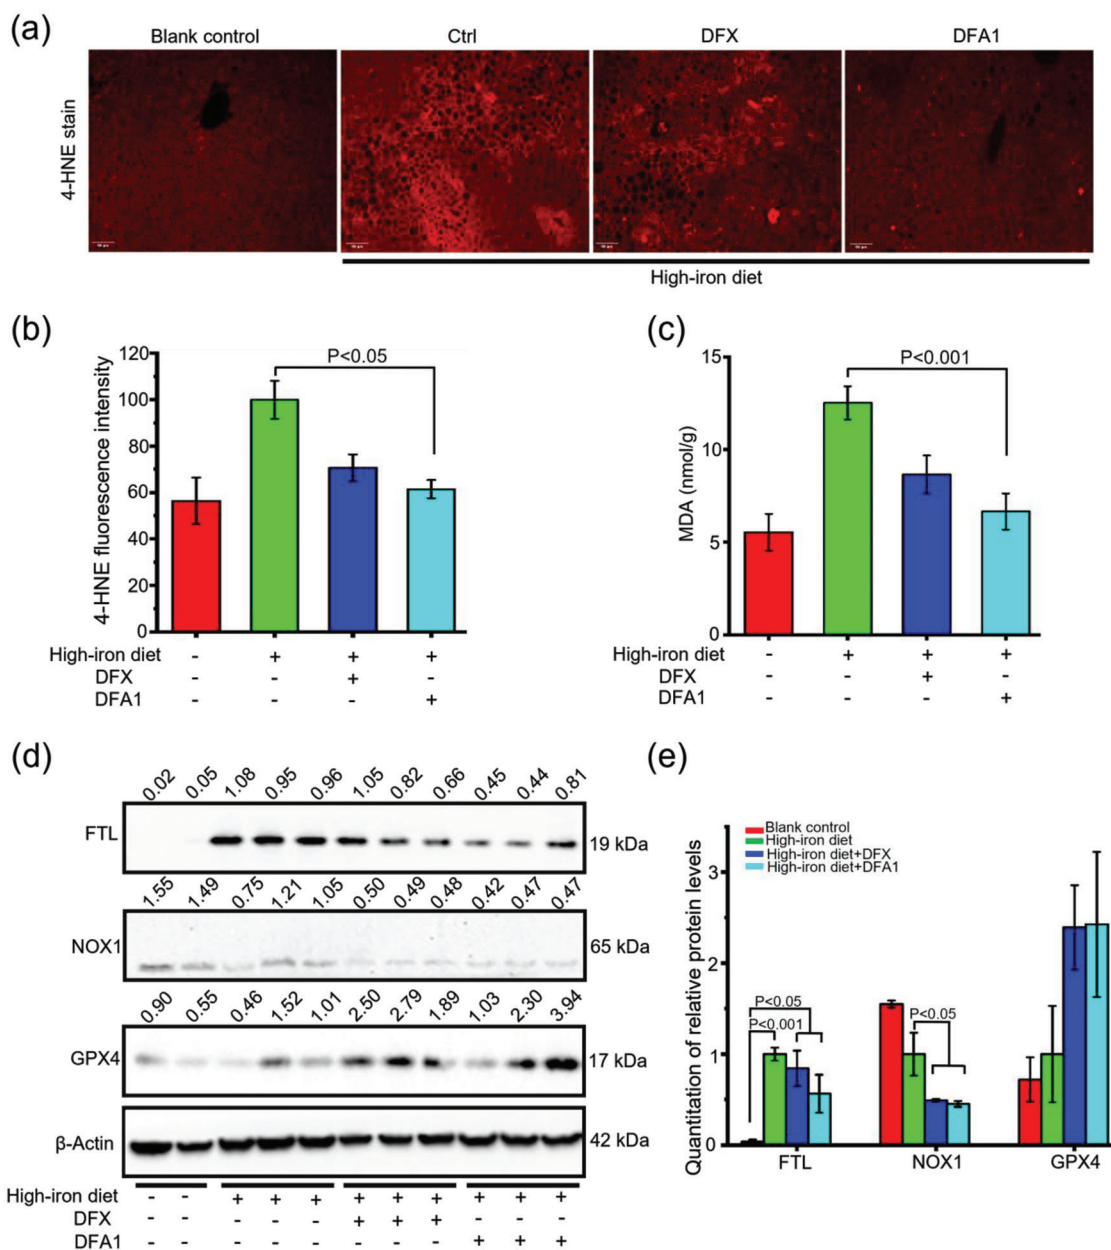 (a)
Blank control Ctrl DFX DFA1
4-HNE stain
High-iron diet
(b)
4-HNE fluorescence intensity
120
100
80
60
40
20
0
P<0.05
High-iron diet - + + +
DFX - - + -
DFA1 - - - +
(c)
MDA (nmol/g)
15
10
5
0
P<0.001
High-iron diet - + + +
DFX - - + -
DFA1 - - - +
(d)
0.02 0.05 1.08 0.95 0.96 1.05 0.82 0.66 0.45 0.44 0.81
FTL 19 kDa
1.55 1.49 0.75 1.21 1.05 0.50 0.49 0.48 0.42 0.47 0.47
NOX1 65 kDa
0.90 0.55 0.46 1.52 1.01 2.50 2.79 1.89 1.03 2.30 3.94
GPX4 17 kDa
β-Actin 42 kDa
High-iron diet - - + + + + + + + + +
DFX - - - - - + + + - - -
DFA1 - - - - - - - - + + +
(e)
Quantitation of relative protein levels
3
2
1
0
Blank control
High-iron diet
High-iron diet+DFX
High-iron diet+DFA1
P<0.05
P<0.001
P<0.05
FTL NOX1 GPX4